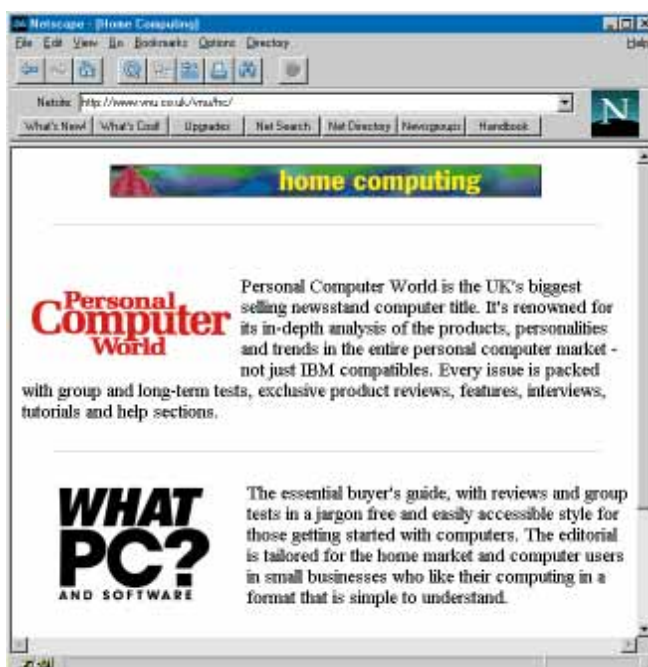 Netscape - [Home Computing]
File Edit View Go Bookmarks Options Directory Help
Netsite: http://www.vnu.co.uk/vnu/hc/
What's New! What's Cool! Upgrades Net Search Net Directory Newsgroups Handbook
N
home computing
Personal
Computer
World
Personal Computer World is the UK's biggest
selling newsstand computer title. It's renowned for
its in-depth analysis of the products, personalities
and trends in the entire personal computer market -
not just IBM compatibles. Every issue is packed
with group and long-term tests, exclusive product reviews, features, interviews,
tutorials and help sections.
WHAT
PC?
AND SOFTWARE
The essential buyer's guide, with reviews and group
tests in a jargon free and easily accessible style for
those getting started with computers. The editorial
is tailored for the home market and computer users
in small businesses who like their computing in a
format that is simple to understand.